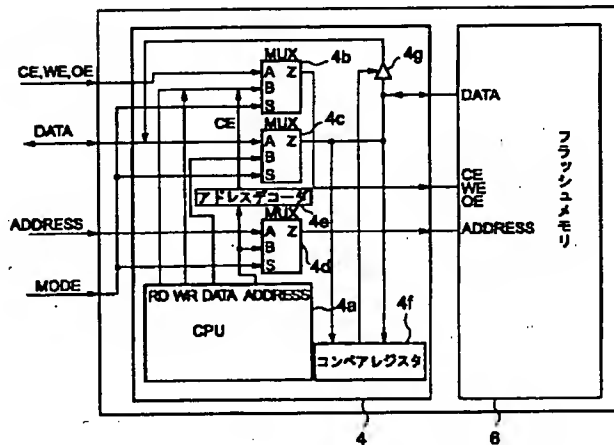 MUX
4b
4g
CE,WE,OE
A Z
B
S
DATA
CE
MUX
4c
DATA
A Z
B
S
CE
WE
OE
アドレスデコーダ
4e
MUX
ADDRESS
A Z
B
S
ADDRESS
4d
MODE
RD WR DATA ADDRESS
4a
CPU
4f
コンペアレジスタ
フラッシュメモリ
4
6